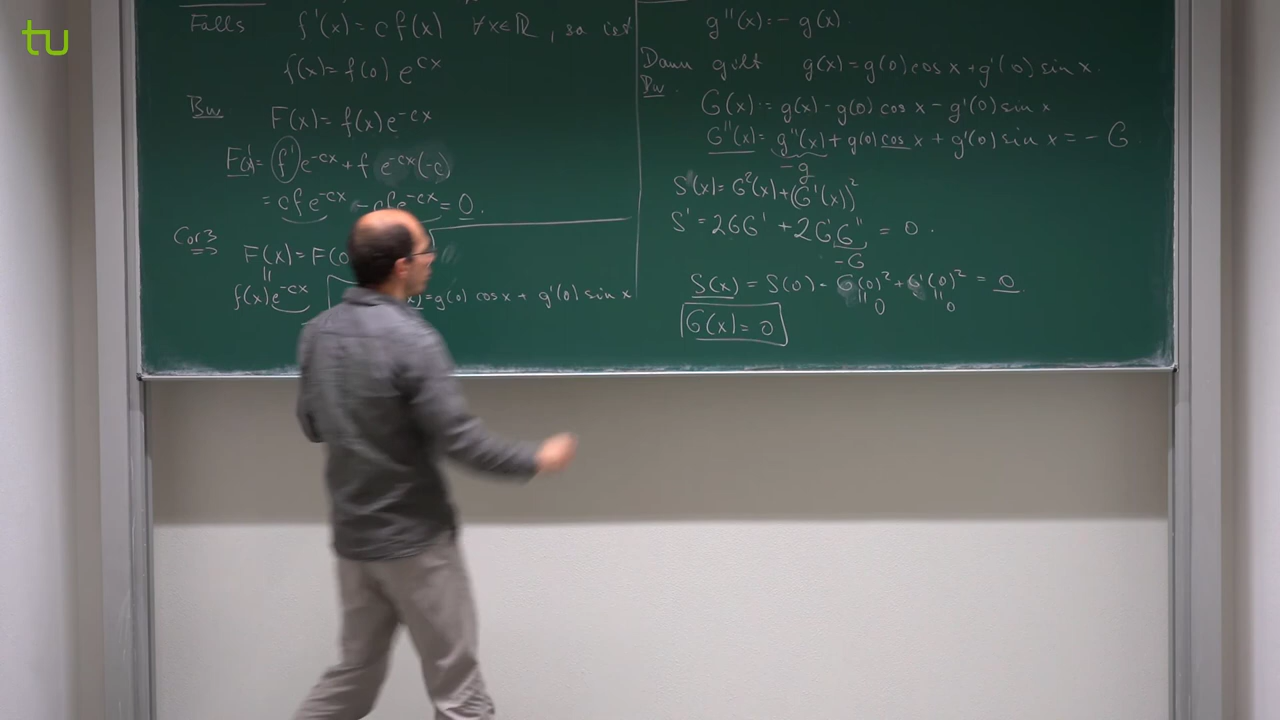 tu
Falls f'(x) = c f(x) ∀x∈ℝ, so ist
f(x) = f(0) e^{cx}
Bw F(x) = f(x) e^{-cx}
F'(x) = f' e^{-cx} + f e^{-cx}(-c)
= c f e^{-cx} - c f e^{-cx} = 0.
Cor 3
=> F(x) = F(0
||
f(x) e^{-cx}
x) = g(0) cos x + g'(0) sin x
g''(x) = - g(x).
Dann gilt g(x) = g(0) cos x + g'(0) sin x.
Bw.
G(x) := g(x) - g(0) cos x - g'(0) sin x
G''(x) = g''(x) + g(0) cos x + g'(0) sin x = - G.
-g
S(x) = G²(x) + (G'(x))²
S' = 2GG' + 2G'G'' = 0.
-G
S(x) = S(0) = G(0)² + G'(0)² = 0.
|| ||
0 0
G(x) = 0